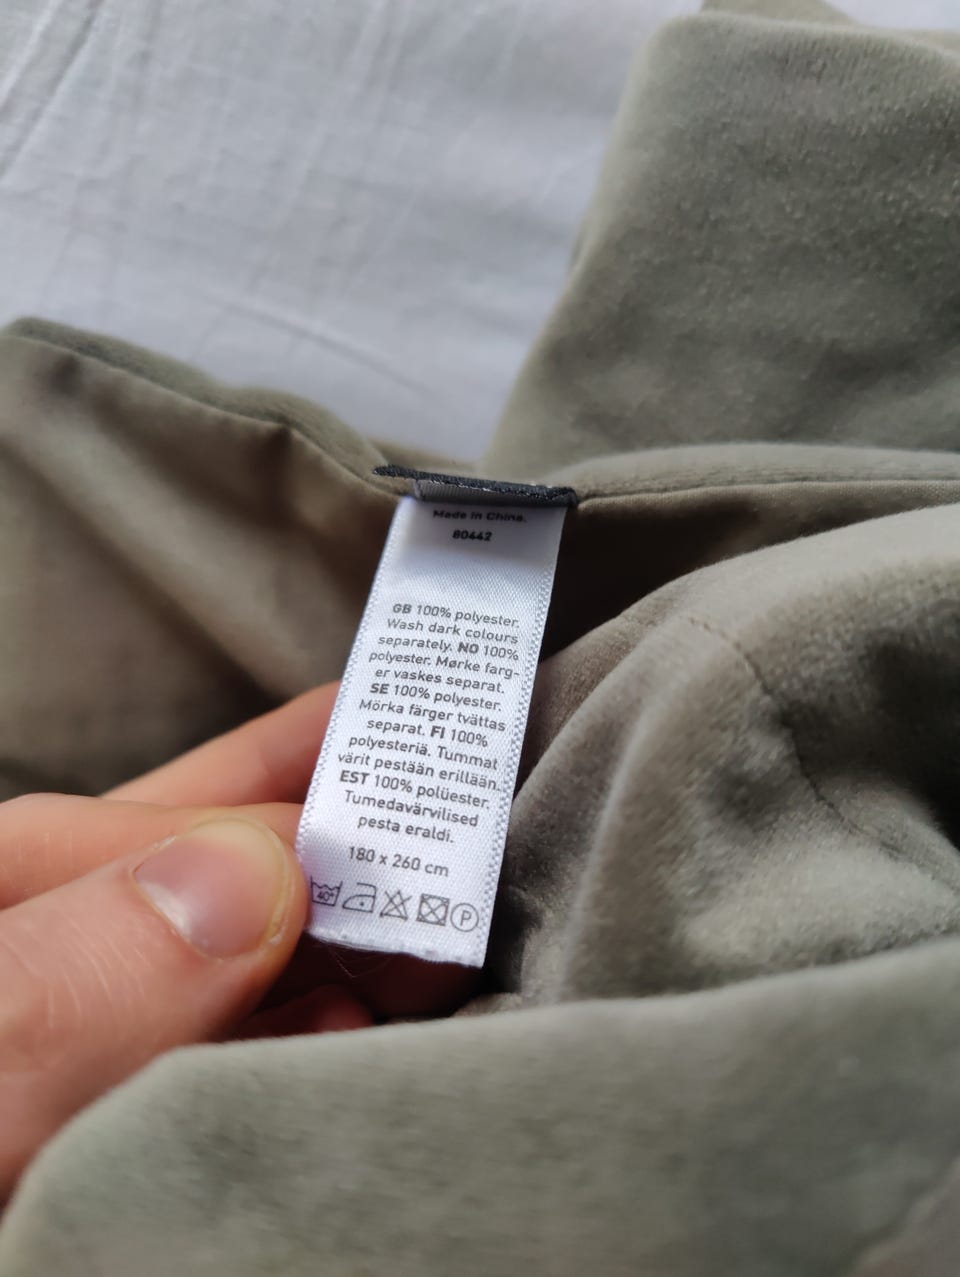 Made in China.
80442
GB 100% polyester.
Wash dark colours
separately. NO 100%
polyester. Mørke farg-
er vaskes separat.
SE 100% polyester.
Mörka färger tvättas
separat. FI 100%
polyesteriä. Tummat
värit pestään erillään.
EST 100% polüester.
Tumedavärvilised
pesta eraldi.
180 x 260 cm
40° P